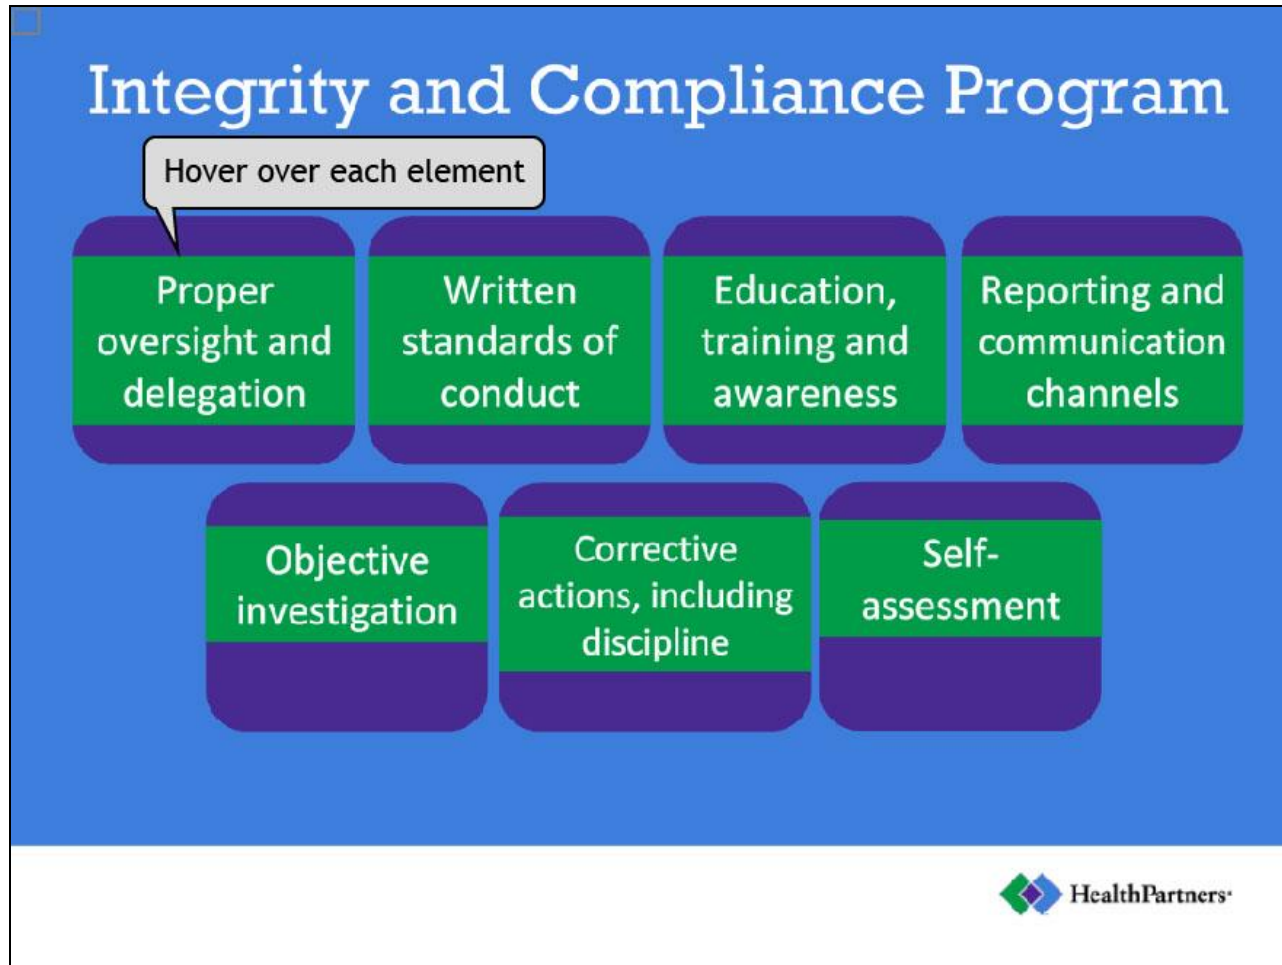 Integrity and Compliance Program
Hover over each element
Proper
oversight and
delegation
Written
standards of
conduct
Education,
training and
awareness
Reporting and
communication
channels
Objective
investigation
Corrective
actions, including
discipline
Self-
assessment
HealthPartners